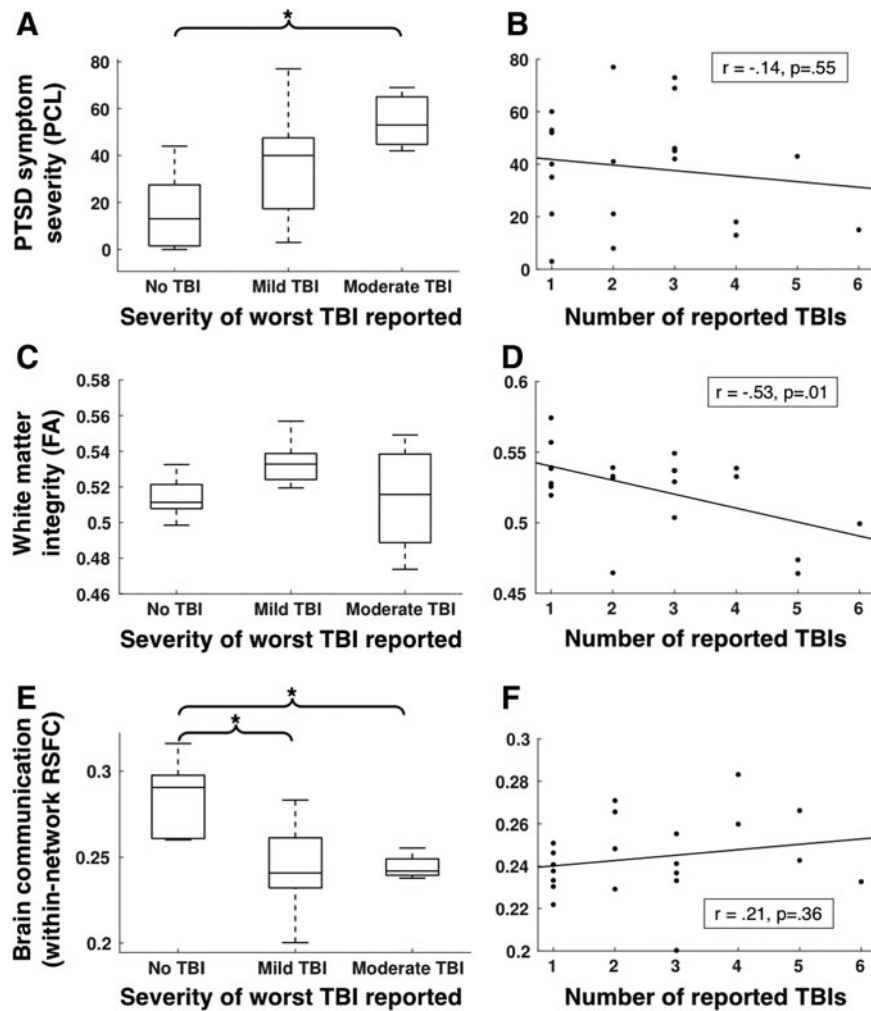 A
*
PTSD symptom
severity (PCL)
80
60
40
20
0
No TBI Mild TBI Moderate TBI
Severity of worst TBI reported
B
80
60
40
20
0
r = -.14, p=.55
1 2 3 4 5 6
Number of reported TBIs
C
White matter
integrity (FA)
0.58
0.56
0.54
0.52
0.5
0.48
0.46
No TBI Mild TBI Moderate TBI
Severity of worst TBI reported
D
0.6
0.55
0.5
0.45
r = -.53, p=.01
1 2 3 4 5 6
Number of reported TBIs
E
*
*
Brain communication
(within-network RSFC)
0.3
0.25
0.2
No TBI Mild TBI Moderate TBI
Severity of worst TBI reported
F
0.3
0.28
0.26
0.24
0.22
0.2
r = .21, p=.36
1 2 3 4 5 6
Number of reported TBIs